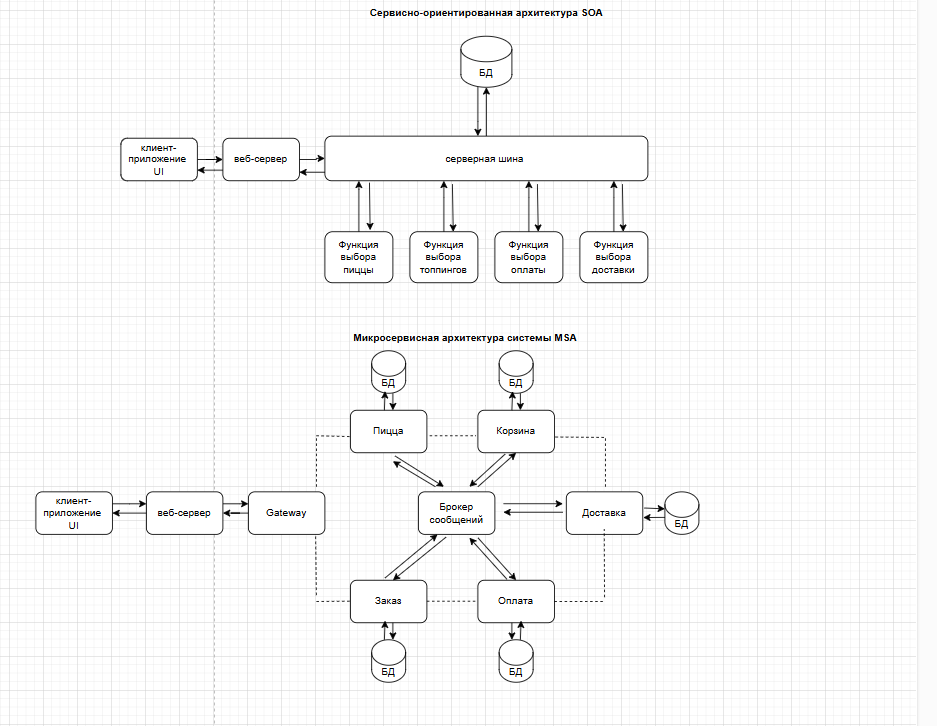 Сервисно-ориентированная архитектура SOA
БД
клиент-
приложение
UI
веб-сервер
серверная шина
Функция
выбора
пиццы
Функция
выбора
топпингов
Функция
выбора
оплаты
Функция
выбора
доставки
Микросервисная архитектура системы MSA
БД
БД
Пицца
Корзина
клиент-
приложение
UI
веб-сервер
Gateway
Брокер
сообщений
Доставка
БД
Заказ
Оплата
БД
БД